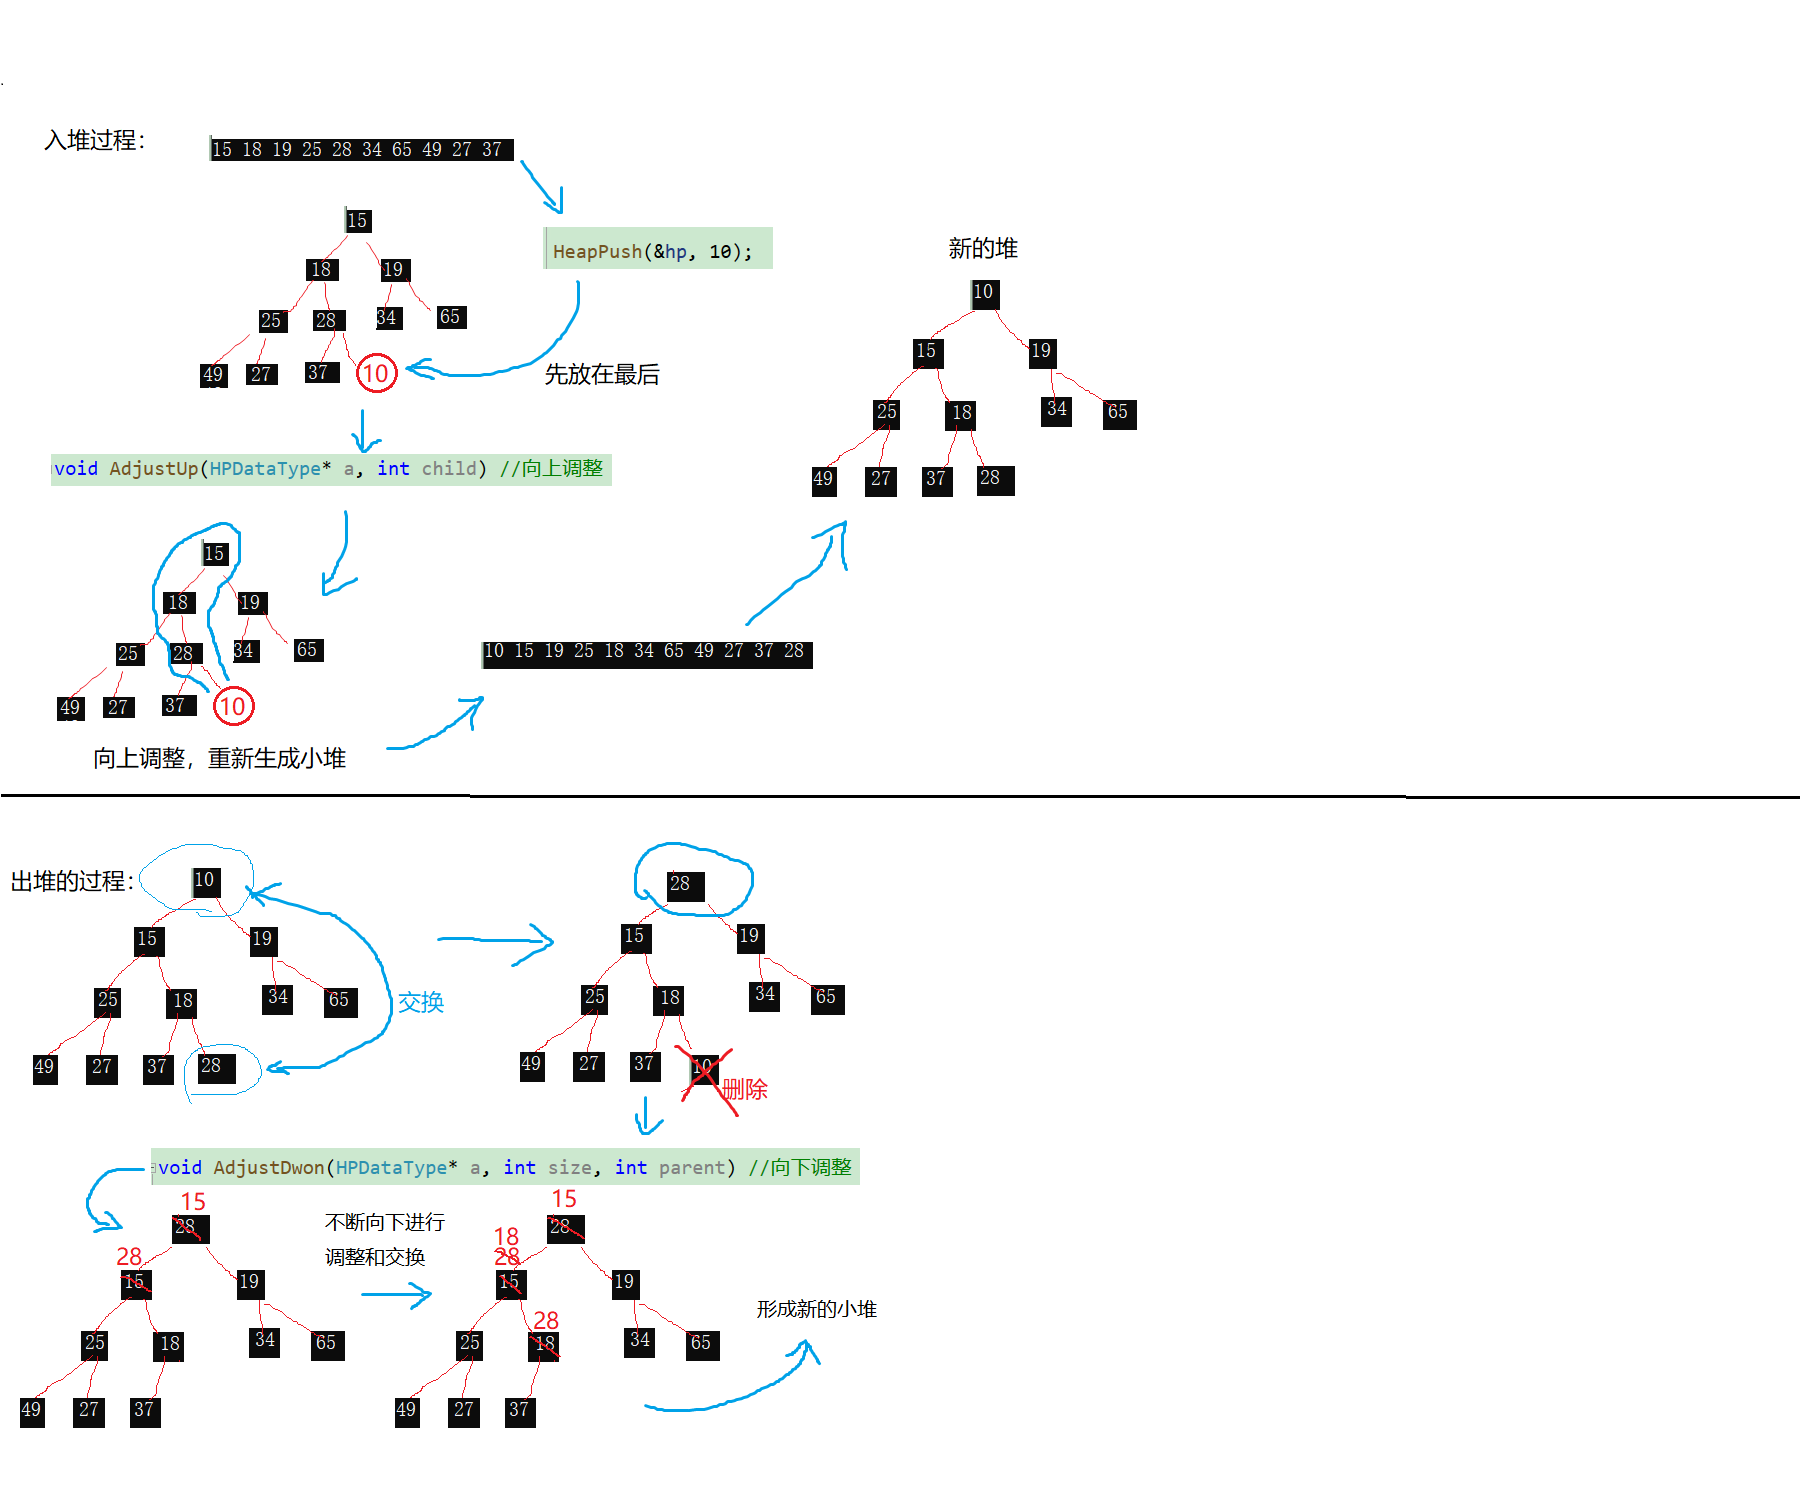 入堆过程：
15 18 19 25 28 34 65 49 27 37
15
HeapPush(&hp, 10);
新的堆
18 19
10
25 28 34 65
15 19
49 27 37 10
先放在最后
25 18 34 65
void AdjustUp(HPDataType* a, int child) //向上调整
49 27 37 28
15
18 19
25 28 34 65
10 15 19 25 18 34 65 49 27 37 28
49 27 37 10
向上调整，重新生成小堆
出堆的过程：
10
28
15 19
15 19
25 18 34 65
交换
25 18 34 65
49 27 37 28
49 27 37 10
删除
void AdjustDwon(HPDataType* a, int size, int parent) //向下调整
15
28
28
15 19
25 18 34 65
49 27 37
不断向下进行
调整和交换
15
28
18
28
15 19
28
25 18 34 65
49 27 37
形成新的小堆